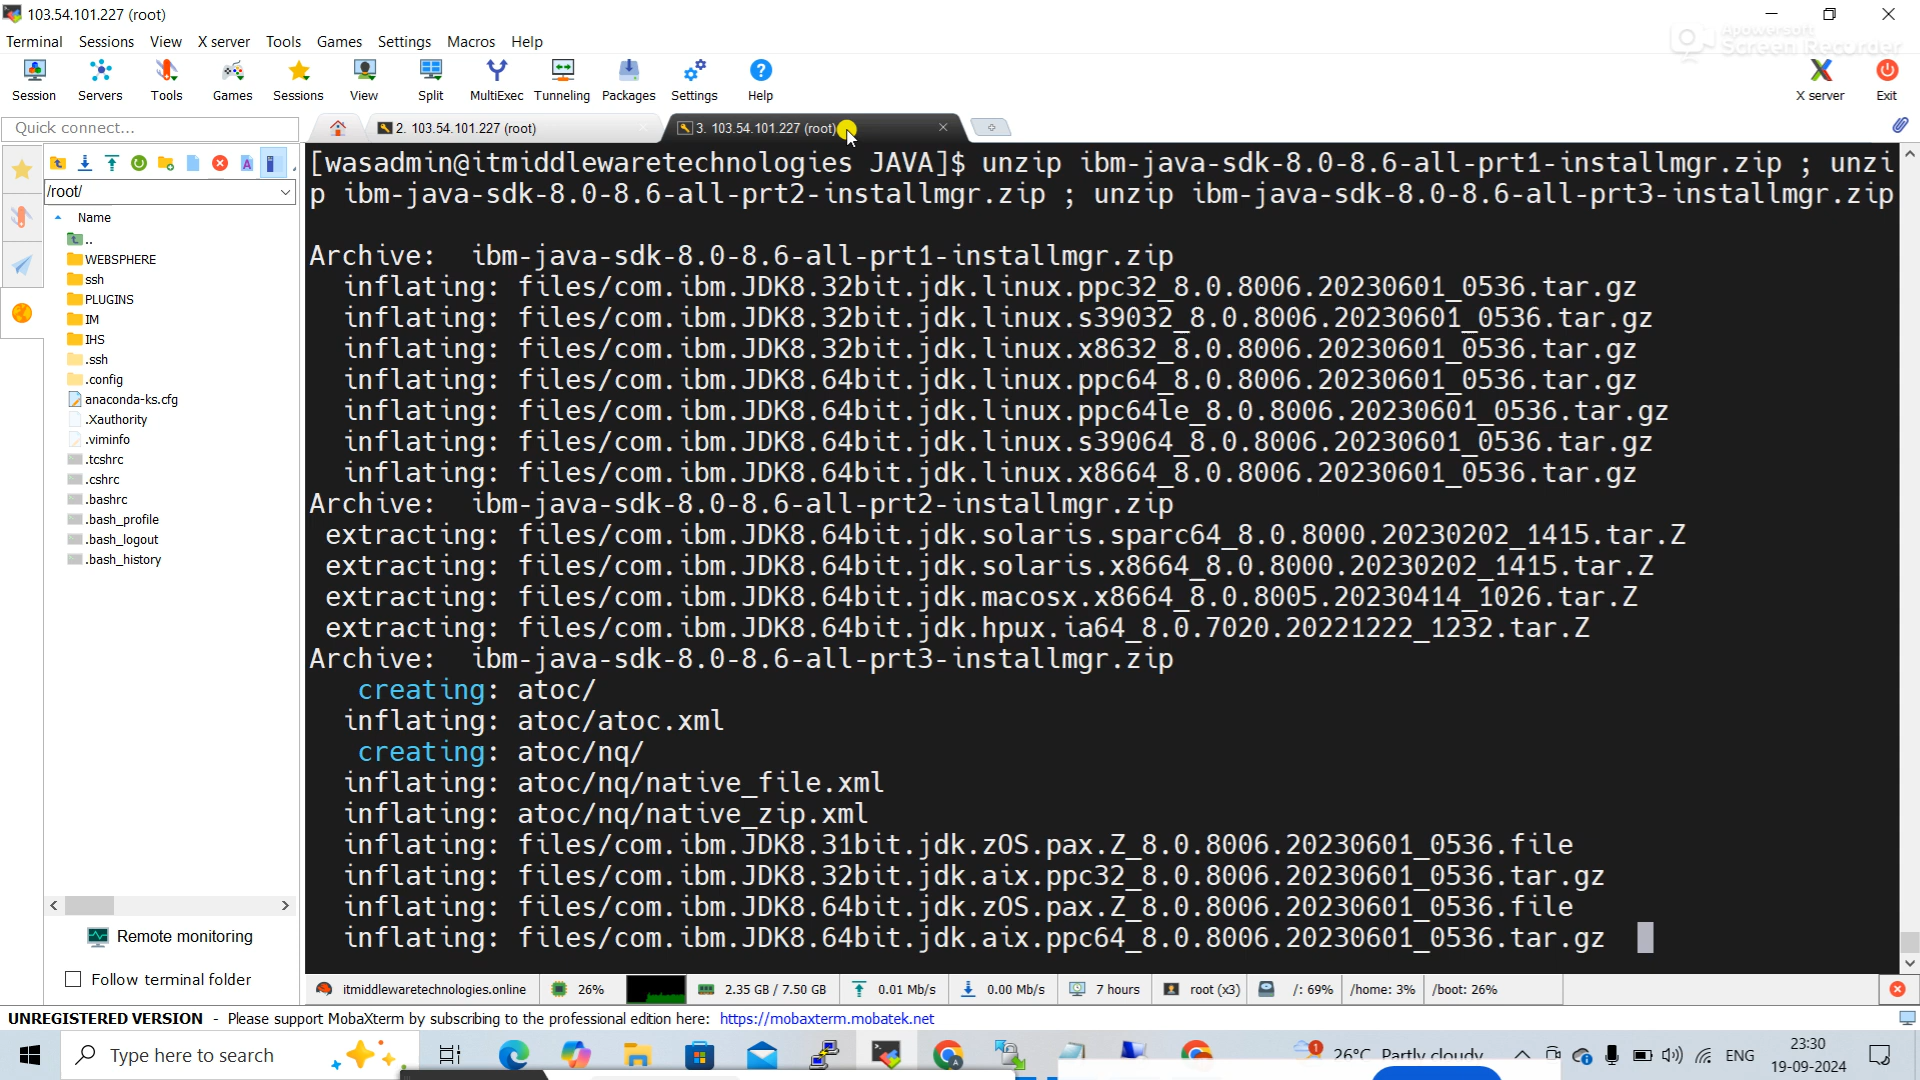 103.54.101.227 (root)
Apowersoft
Screen Recorder
Terminal Sessions View X server Tools Games Settings Macros Help
Session Servers Tools Games Sessions View Split MultiExec Tunneling Packages Settings Help X server Exit
Quick connect...
2. 103.54.101.227 (root)
3. 103.54.101.227 (root)
/root/
Name
..
WEBSPHERE
ssh
PLUGINS
IM
IHS
.ssh
.config
anaconda-ks.cfg
.Xauthority
.viminfo
.tcshrc
.cshrc
.bashrc
.bash_profile
.bash_logout
.bash_history
Remote monitoring
Follow terminal folder
[wasadmin@itmiddlewaretechnologies JAVA]$ unzip ibm-java-sdk-8.0-8.6-all-prt1-installmgr.zip ; unzi
p ibm-java-sdk-8.0-8.6-all-prt2-installmgr.zip ; unzip ibm-java-sdk-8.0-8.6-all-prt3-installmgr.zip
Archive: ibm-java-sdk-8.0-8.6-all-prt1-installmgr.zip
inflating: files/com.ibm.JDK8.32bit.jdk.linux.ppc32_8.0.8006.20230601_0536.tar.gz
inflating: files/com.ibm.JDK8.32bit.jdk.linux.s39032_8.0.8006.20230601_0536.tar.gz
inflating: files/com.ibm.JDK8.32bit.jdk.linux.x8632_8.0.8006.20230601_0536.tar.gz
inflating: files/com.ibm.JDK8.64bit.jdk.linux.ppc64_8.0.8006.20230601_0536.tar.gz
inflating: files/com.ibm.JDK8.64bit.jdk.linux.ppc64le_8.0.8006.20230601_0536.tar.gz
inflating: files/com.ibm.JDK8.64bit.jdk.linux.s39064_8.0.8006.20230601_0536.tar.gz
inflating: files/com.ibm.JDK8.64bit.jdk.linux.x8664_8.0.8006.20230601_0536.tar.gz
Archive: ibm-java-sdk-8.0-8.6-all-prt2-installmgr.zip
extracting: files/com.ibm.JDK8.64bit.jdk.solaris.sparc64_8.0.8000.20230202_1415.tar.Z
extracting: files/com.ibm.JDK8.64bit.jdk.solaris.x8664_8.0.8000.20230202_1415.tar.Z
extracting: files/com.ibm.JDK8.64bit.jdk.macosx.x8664_8.0.8005.20230414_1026.tar.Z
extracting: files/com.ibm.JDK8.64bit.jdk.hpux.ia64_8.0.7020.20221222_1232.tar.Z
Archive: ibm-java-sdk-8.0-8.6-all-prt3-installmgr.zip
creating: atoc/
inflating: atoc/atoc.xml
creating: atoc/nq/
inflating: atoc/nq/native_file.xml
inflating: atoc/nq/native_zip.xml
inflating: files/com.ibm.JDK8.31bit.jdk.zOS.pax.Z_8.0.8006.20230601_0536.file
inflating: files/com.ibm.JDK8.32bit.jdk.aix.ppc32_8.0.8006.20230601_0536.tar.gz
inflating: files/com.ibm.JDK8.64bit.jdk.zOS.pax.Z_8.0.8006.20230601_0536.file
inflating: files/com.ibm.JDK8.64bit.jdk.aix.ppc64_8.0.8006.20230601_0536.tar.gz
itmiddlewaretechnologies.online 26% 2.35 GB / 7.50 GB 0.01 Mb/s 0.00 Mb/s 7 hours root (x3) /: 69% /home: 3% /boot: 26%
UNREGISTERED VERSION - Please support MobaXterm by subscribing to the professional edition here: https://mobaxterm.mobatek.net
Type here to search
1
26°C Partly cloudy
ENG
23:30
19-09-2024